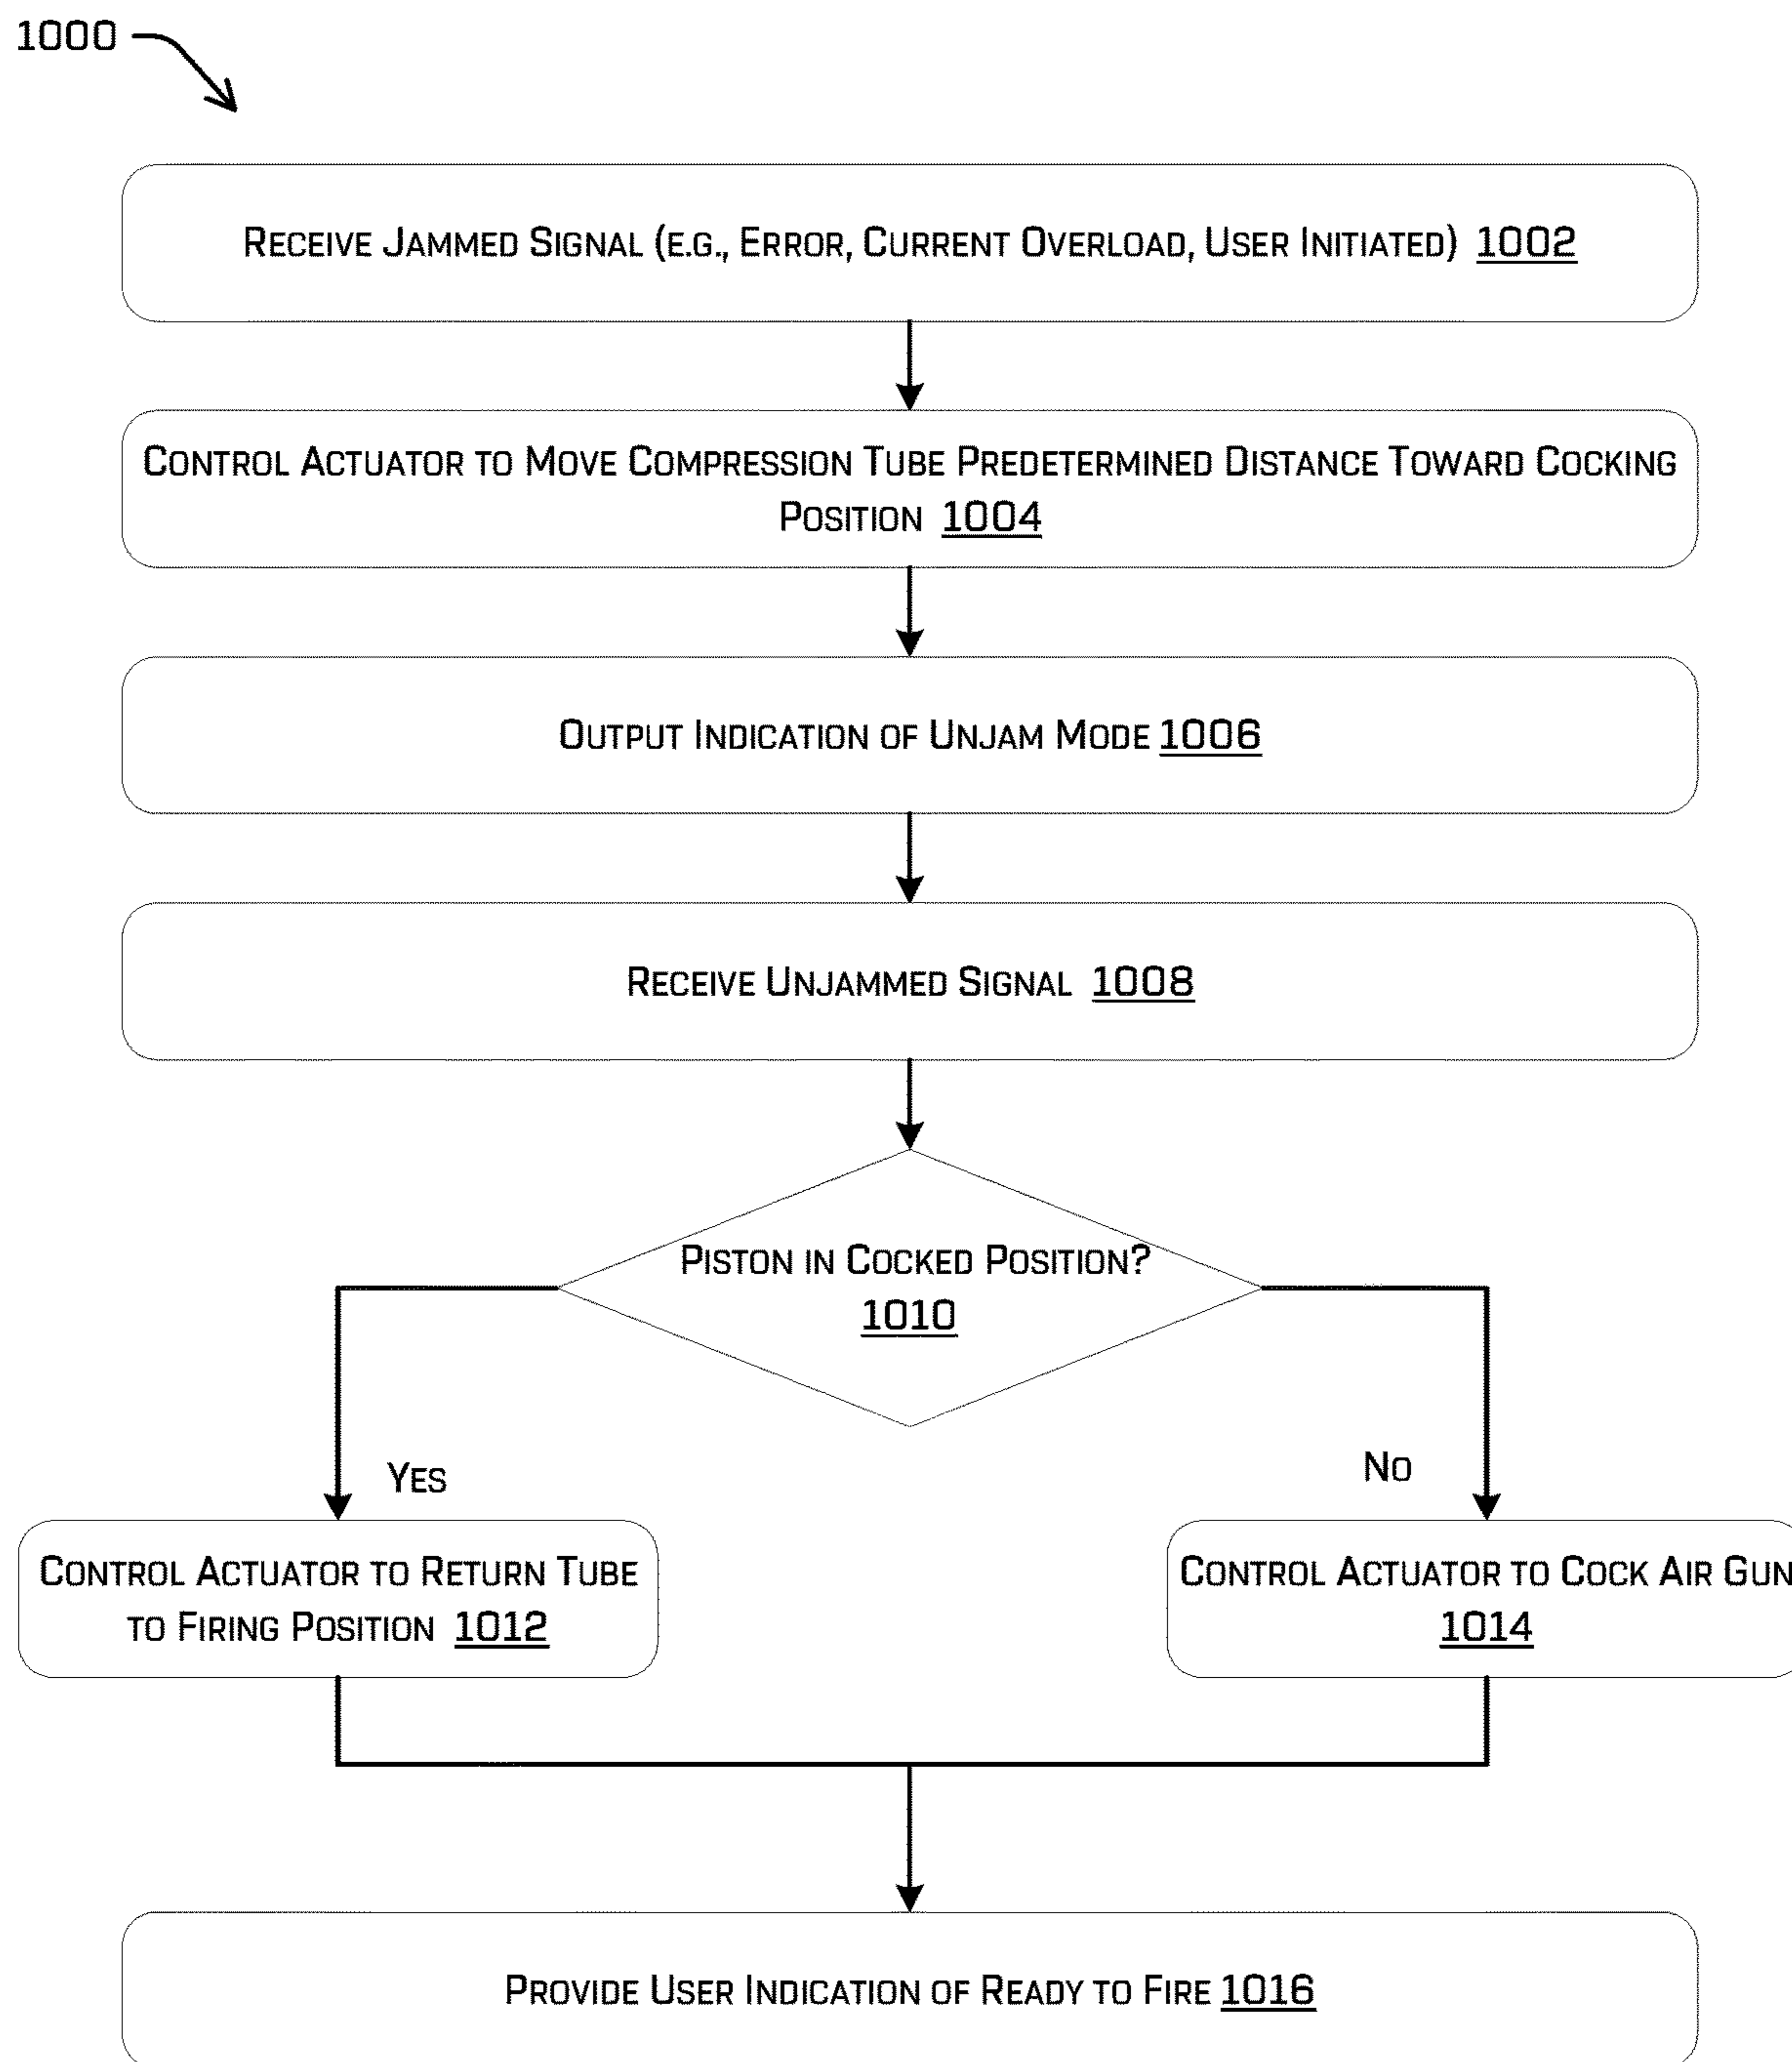 1000
RECEIVE JAMMED SIGNAL (E.G., ERROR, CURRENT OVERLOAD, USER INITIATED) 1002
CONTROL ACTUATOR TO MOVE COMPRESSION TUBE PREDETERMINED DISTANCE TOWARD COCKING
POSITION 1004
OUTPUT INDICATION OF UNJAM MODE 1006
RECEIVE UNJAMMED SIGNAL 1008
PISTON IN COCKED POSITION?
1010
YES
NO
CONTROL ACTUATOR TO RETURN TUBE
TO FIRING POSITION 1012
CONTROL ACTUATOR TO COCK AIR GUN
1014
PROVIDE USER INDICATION OF READY TO FIRE 1016